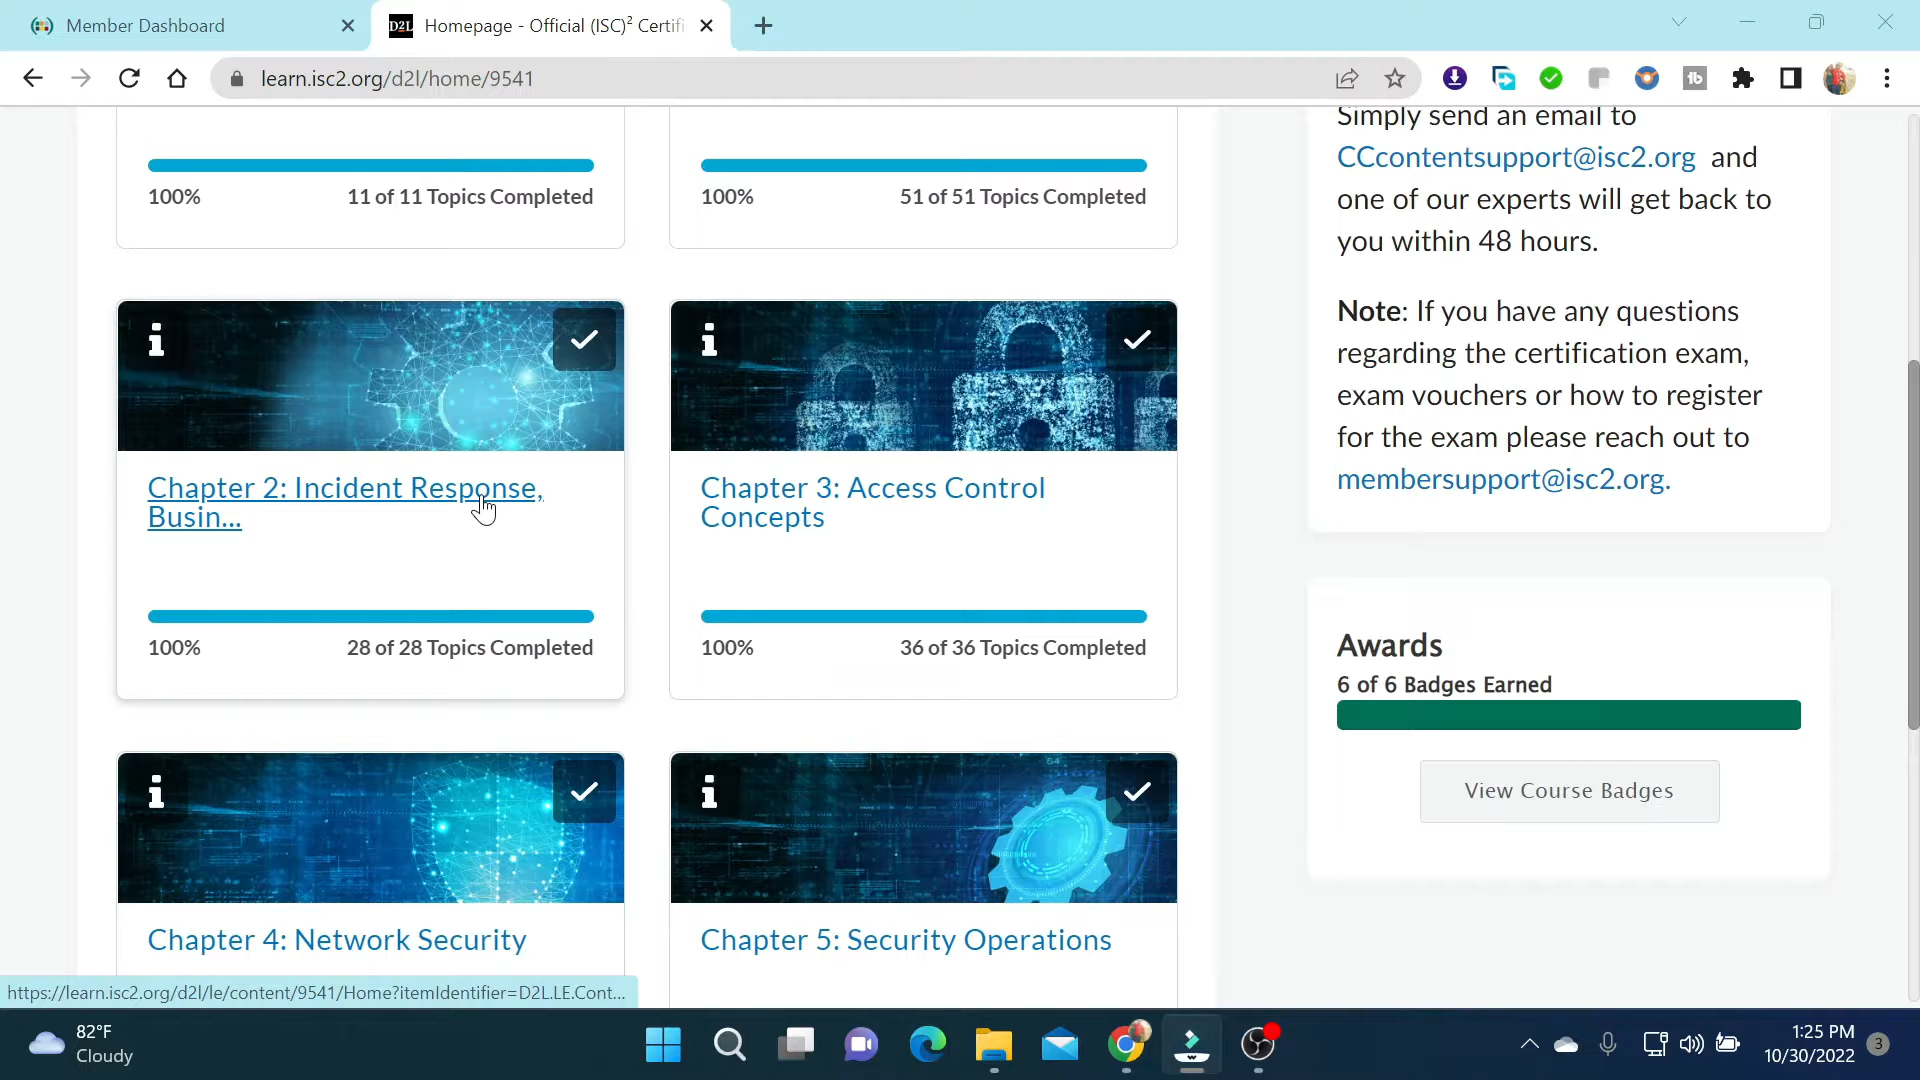 Member Dashboard
D2L Homepage - Official (ISC)² Certifi
learn.isc2.org/d2l/home/9541
100% 11 of 11 Topics Completed
100% 51 of 51 Topics Completed
Chapter 2: Incident Response,
Busin...
100% 28 of 28 Topics Completed
Chapter 3: Access Control
Concepts
100% 36 of 36 Topics Completed
Chapter 4: Network Security
Chapter 5: Security Operations
Simply send an email to
CCcontentsupport@isc2.org and
one of our experts will get back to
you within 48 hours.
Note: If you have any questions
regarding the certification exam,
exam vouchers or how to register
for the exam please reach out to
membersupport@isc2.org.
Awards
6 of 6 Badges Earned
View Course Badges
https://learn.isc2.org/d2l/le/content/9541/Home?itemIdentifier=D2L.LE.Cont...
82°F
Cloudy
1:25 PM
10/30/2022
3